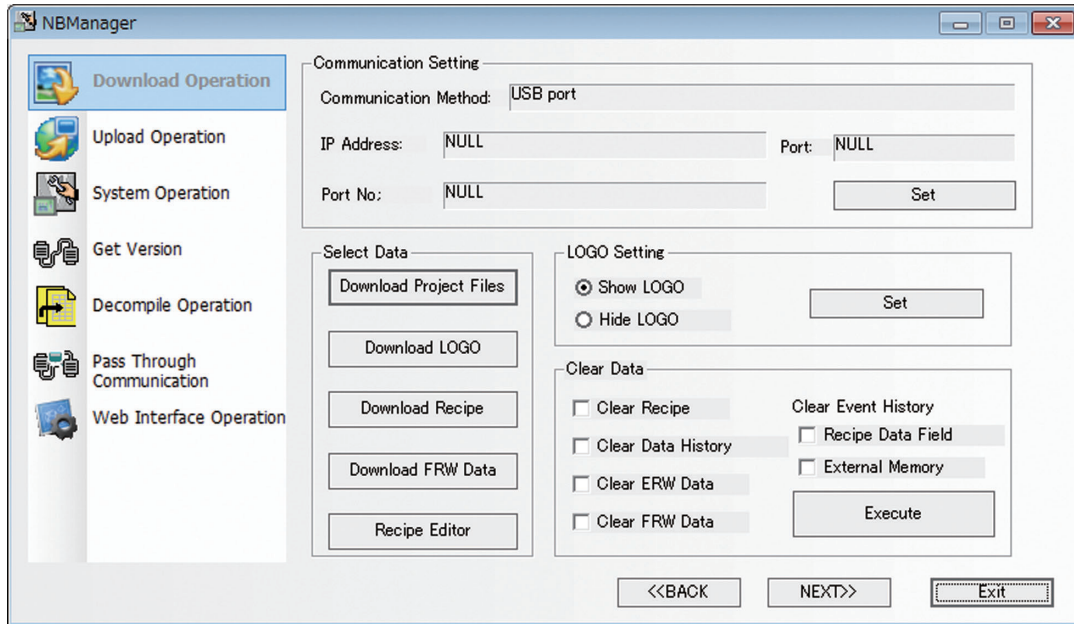 NBManager
Download Operation
Upload Operation
System Operation
Get Version
Decompile Operation
Pass Through
Communication
Web Interface Operation
Communication Setting
Communication Method: USB port
IP Address: NULL Port: NULL
Port No; NULL Set
Select Data
Download Project Files
Download LOGO
Download Recipe
Download FRW Data
Recipe Editor
LOGO Setting
Show LOGO
Hide LOGO
Set
Clear Data
Clear Recipe
Clear Data History
Clear ERW Data
Clear FRW Data
Clear Event History
Recipe Data Field
External Memory
Execute
<<BACK NEXT>> Exit